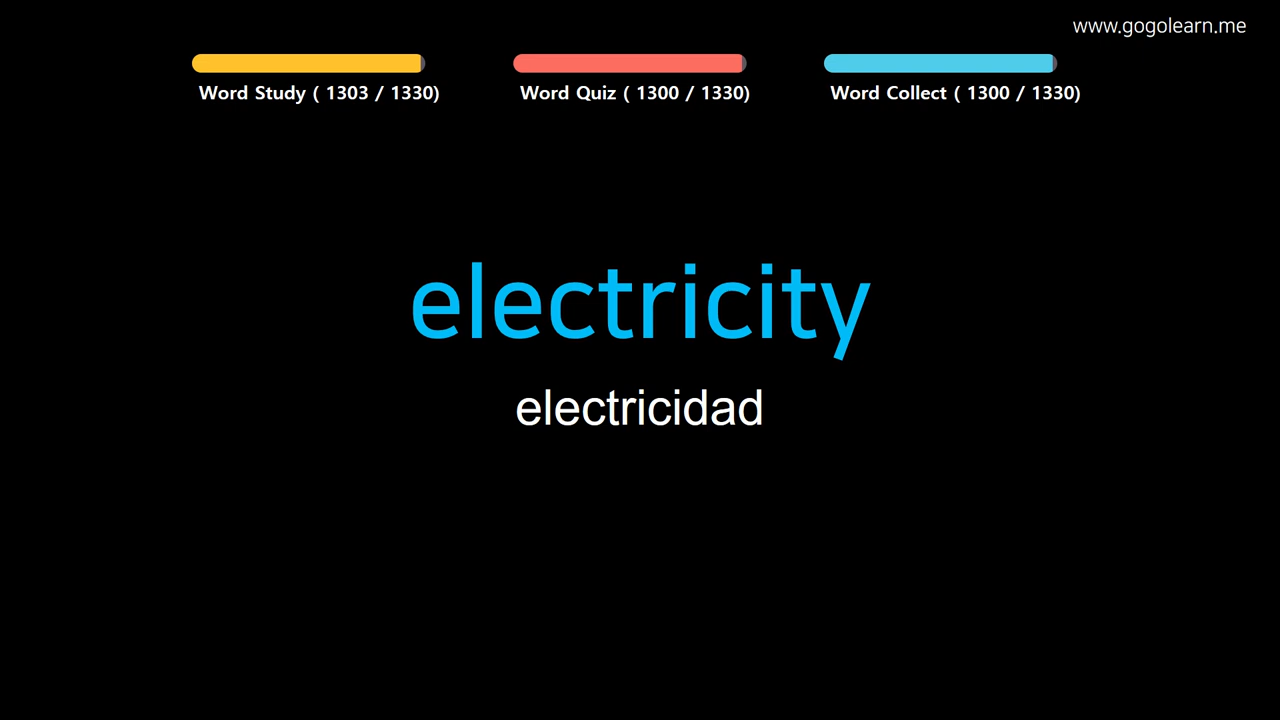 www.gogolearn.me
Word Study ( 1303 / 1330)
Word Quiz ( 1300 / 1330)
Word Collect ( 1300 / 1330)
electricity
electricidad